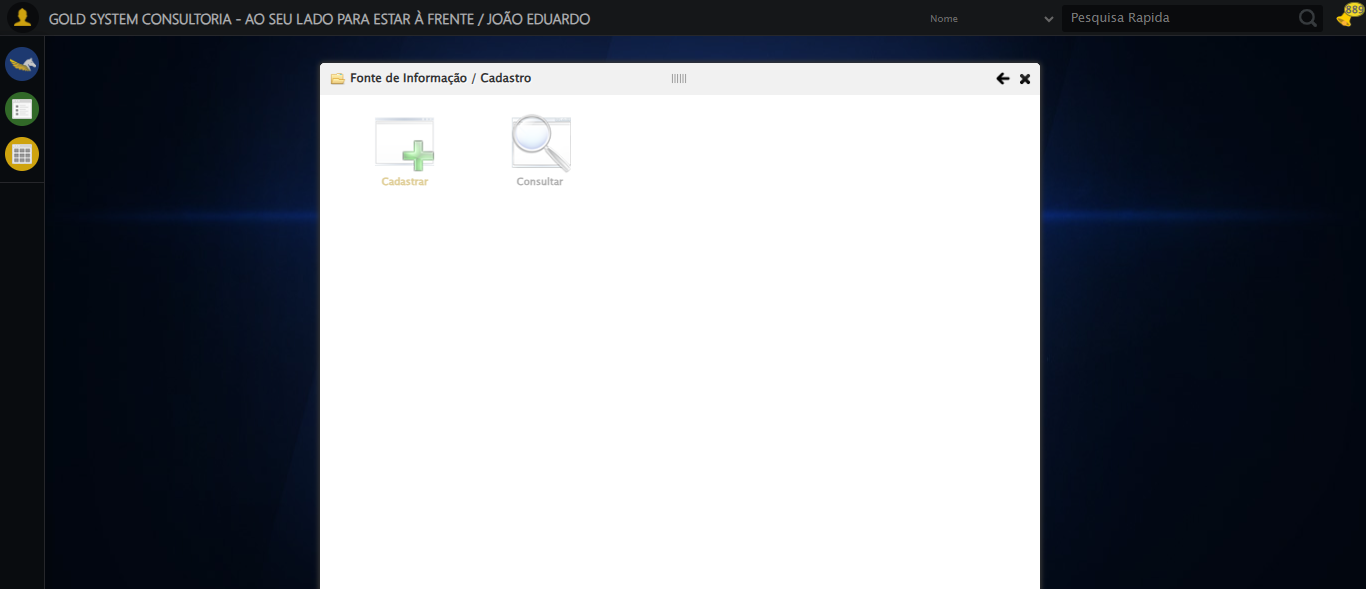 GOLD SYSTEM CONSULTORIA - AO SEU LADO PARA ESTAR À FRENTE / JOÃO EDUARDO
Nome
Pesquisa Rapida
889
Fonte de Informação / Cadastro
Cadastrar
Consultar